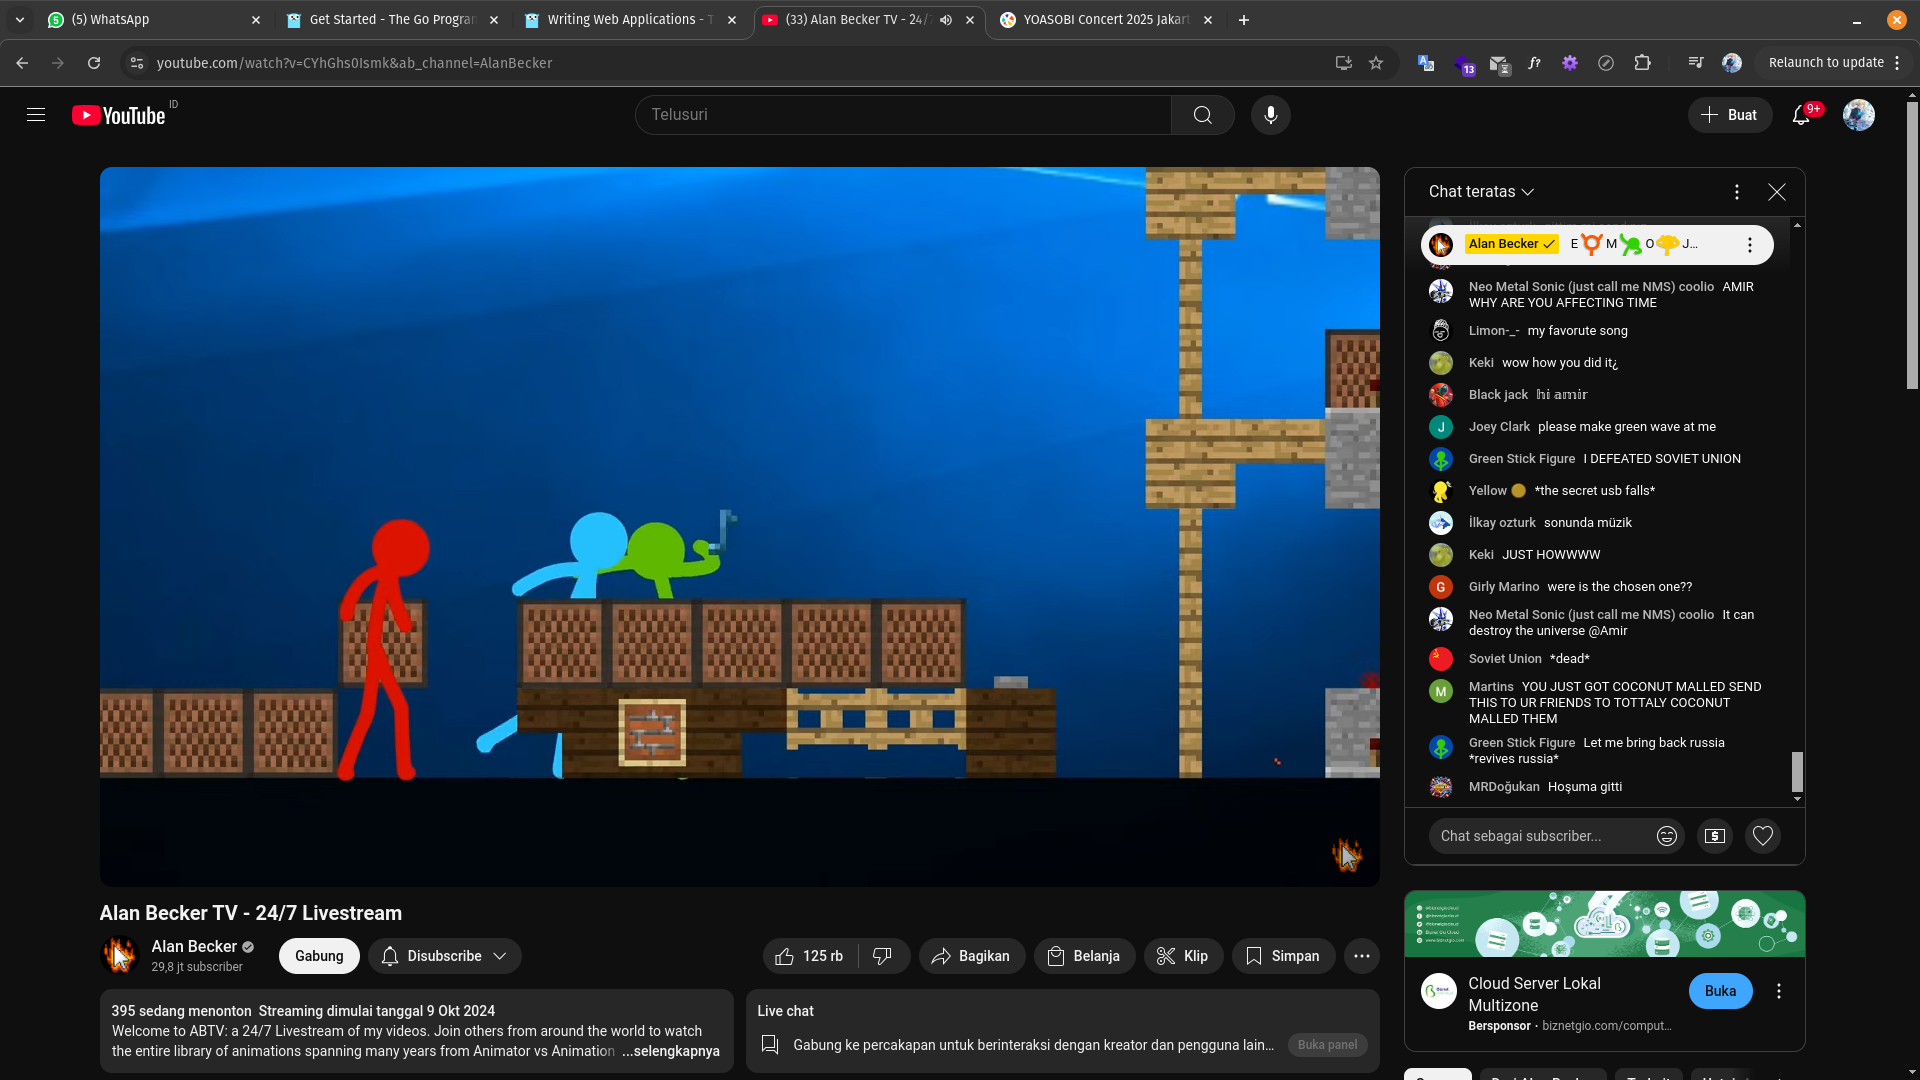 (5) WhatsApp
Get Started - The Go Program
Writing Web Applications - T
(33) Alan Becker TV - 24/
YOASOBI Concert 2025 Jakart
youtube.com/watch?v=CYhGhs0Ismk&ab_channel=AlanBecker
13
f?
Relaunch to update
YouTube ID
Telusuri
Buat
9+
Chat teratas
Alan Becker E M O J...
Neo Metal Sonic (just call me NMS) coolio AMIR
WHY ARE YOU AFFECTING TIME
Limon-_- my favorute song
Keki wow how you did it¿
Black jack 𝕙𝕚 𝕒𝕞𝕚𝕣
J
Joey Clark please make green wave at me
Green Stick Figure I DEFEATED SOVIET UNION
Yellow *the secret usb falls*
İlkay ozturk sonunda müzik
Keki JUST HOWWWW
G
Girly Marino were is the chosen one??
Neo Metal Sonic (just call me NMS) coolio It can
destroy the universe @Amir
Soviet Union *dead*
M
Martins YOU JUST GOT COCONUT MALLED SEND
THIS TO UR FRIENDS TO TOTTALY COCONUT
MALLED THEM
Green Stick Figure Let me bring back russia
*revives russia*
MRDoğukan Hoşuma gitti
Chat sebagai subscriber...
Alan Becker TV - 24/7 Livestream
Alan Becker
29,8 jt subscriber
Gabung
Disubscribe
125 rb
Bagikan
Belanja
Klip
Simpan
395 sedang menonton Streaming dimulai tanggal 9 Okt 2024
Welcome to ABTV: a 24/7 Livestream of my videos. Join others from around the world to watch
the entire library of animations spanning many years from Animator vs Animation ...selengkapnya
Live chat
Gabung ke percakapan untuk berinteraksi dengan kreator dan pengguna lain...
Buka panel
Cloud Server Lokal
Multizone
Bersponsor · biznetgio.com/comput...
Buka